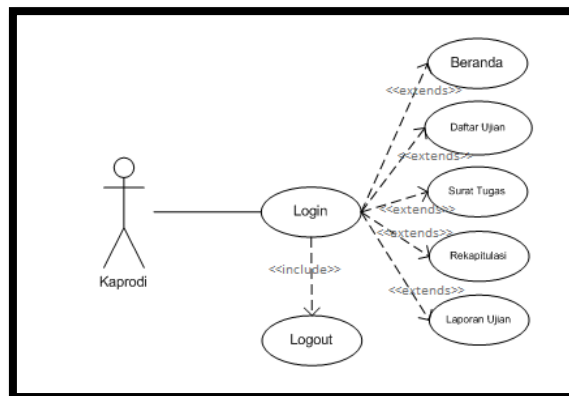 Beranda
<<extends>>
Daftar Ujian
<<extends>>
Surat Tugas
<<extends>>
Login
<<extends>>
Rekapitulasi
<<include>>
Kaprodi
<<extends>>
Laporan Ujian
Logout